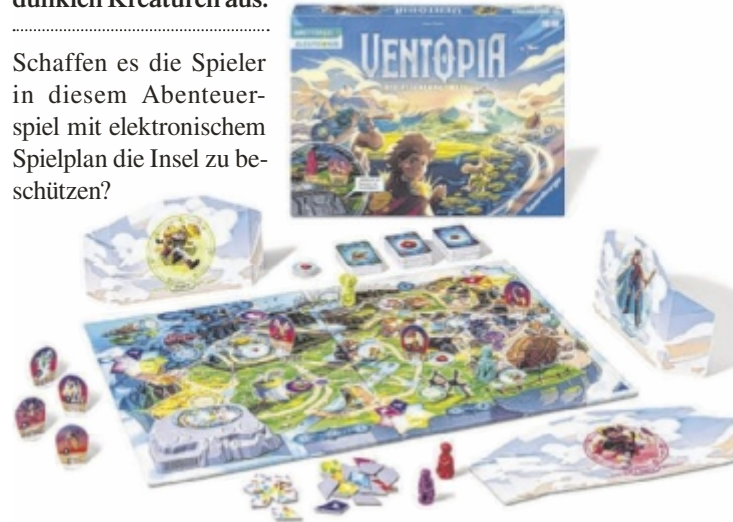 dunklen Kreaturen aus.
Schaffen es die Spieler
in diesem Abenteuer-
spiel mit elektronischem
Spielplan die Insel zu be-
schützen?
VENTOPIA
Ravensburger